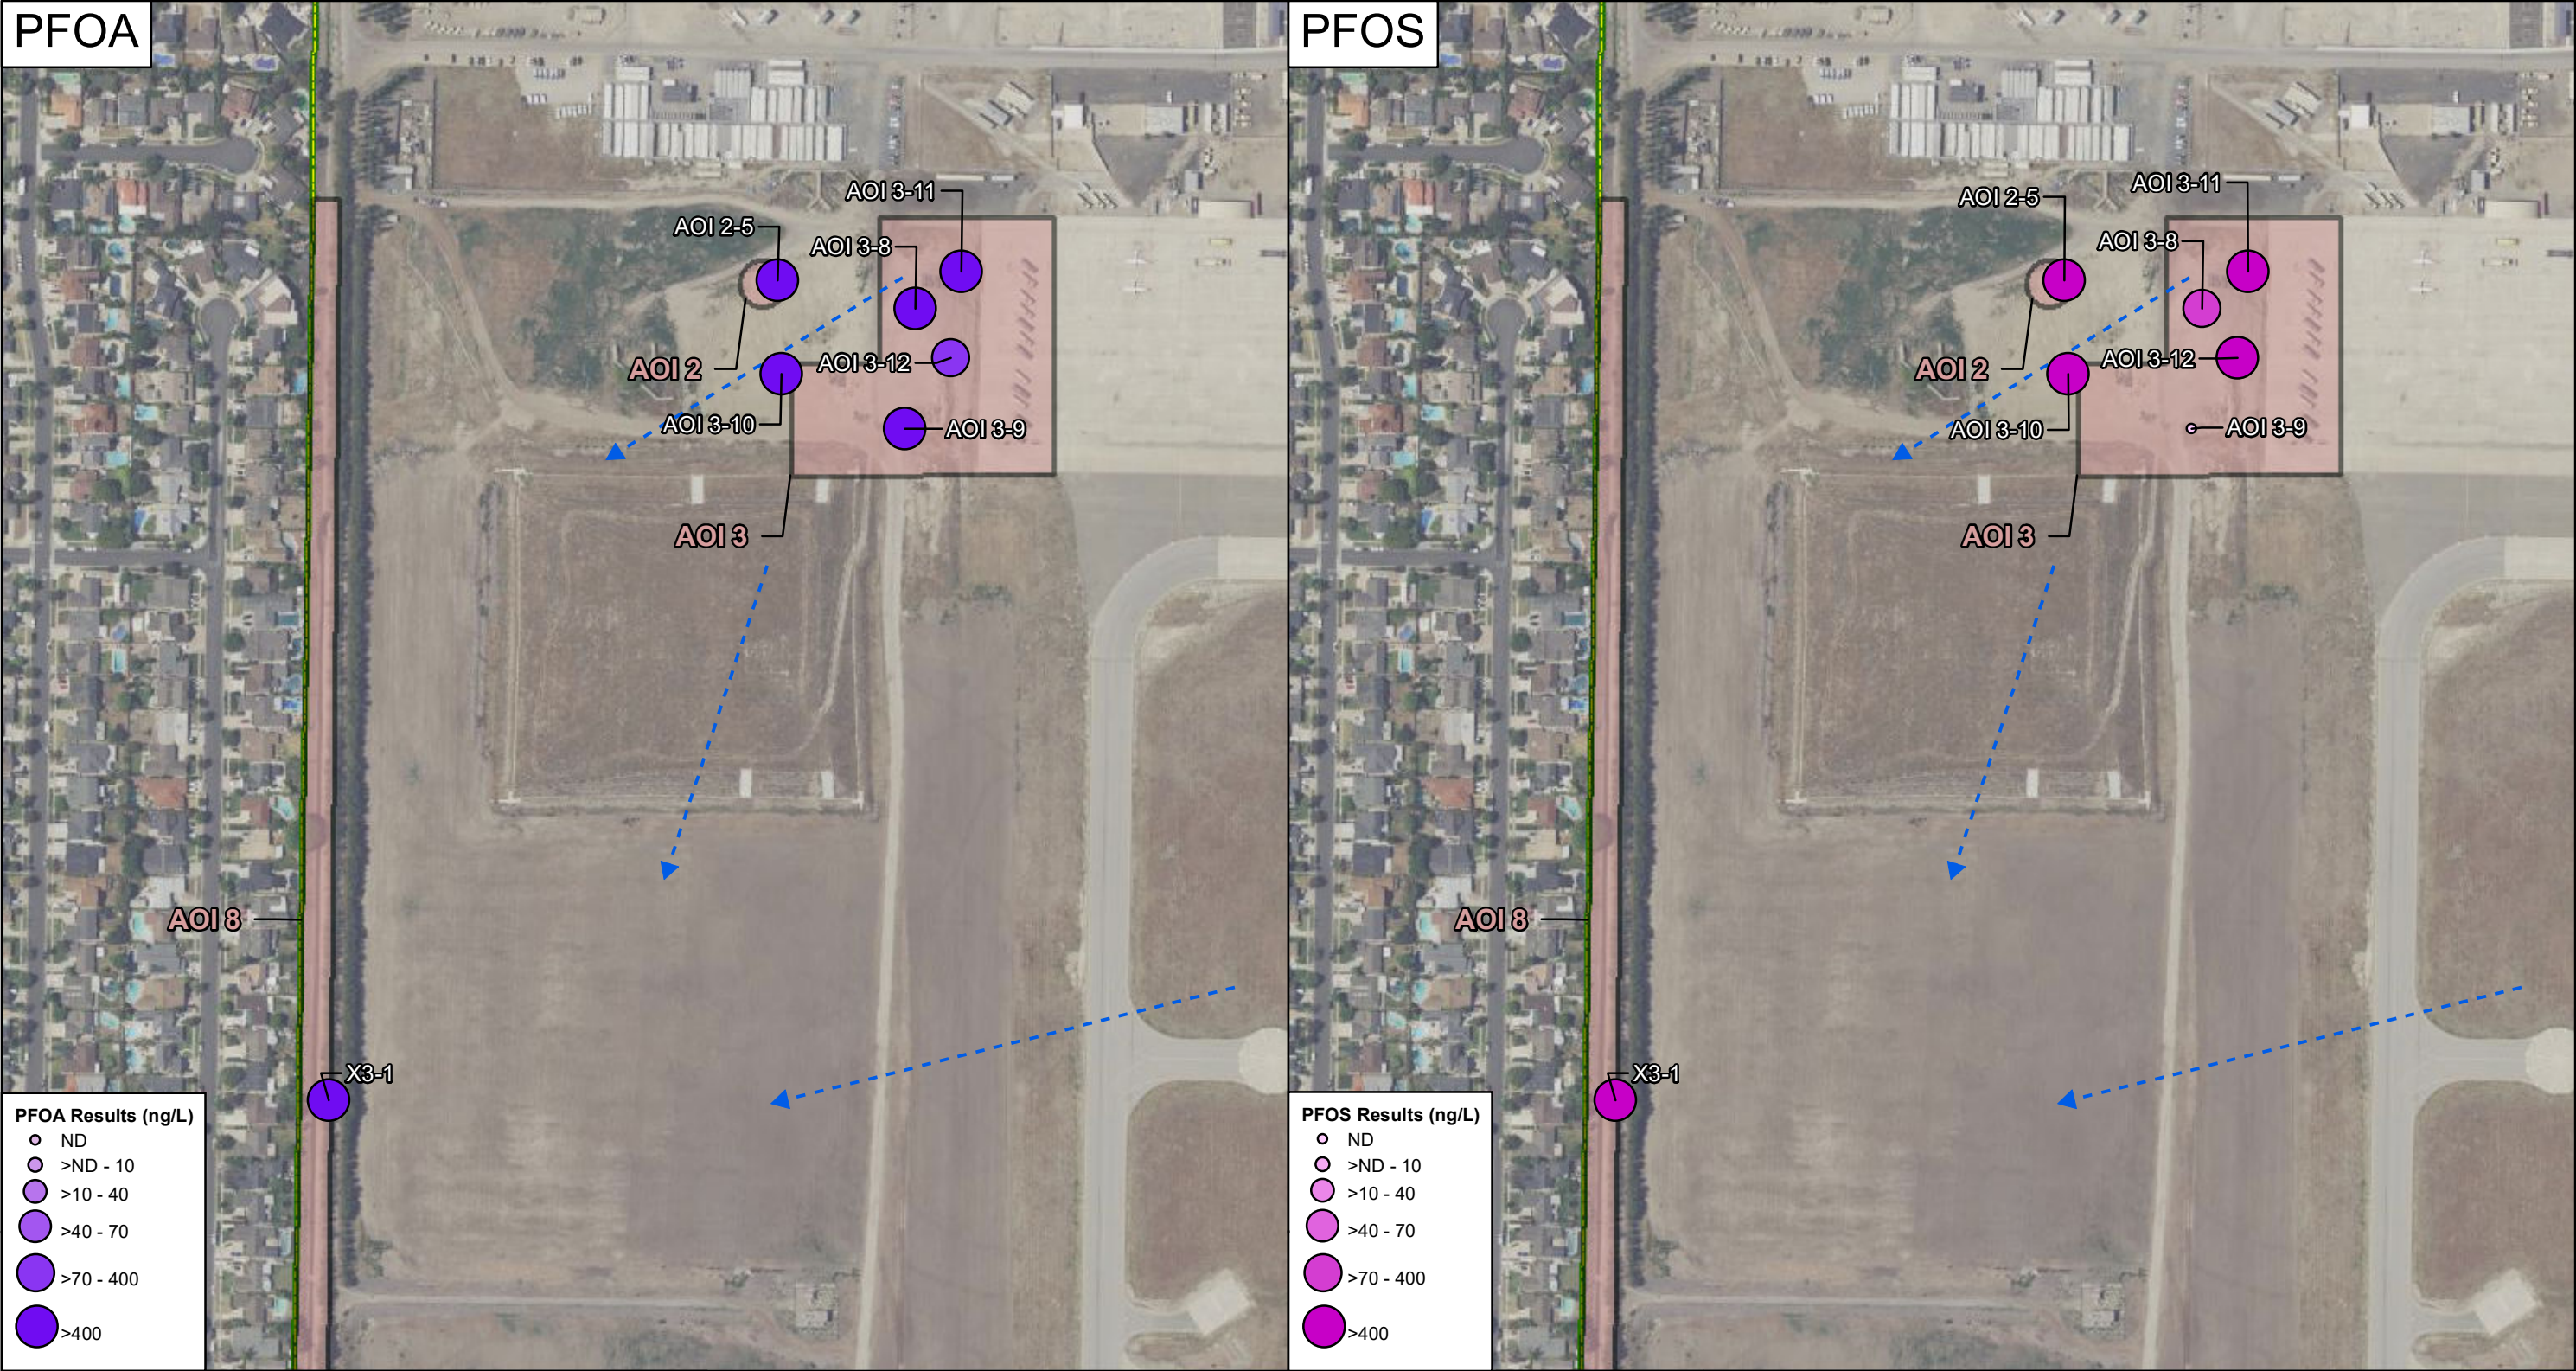 PFOA
AOI 3-11
AOI 2-5
AOI 3-8
AOI 2
AOI 3-12
AOI 3-10
AOI 3-9
AOI 3
AOI 8
X3-1
PFOA Results (ng/L)
ND
>ND - 10
>10 - 40
>40 - 70
>70 - 400
>400
PFOS
AOI 3-11
AOI 2-5
AOI 3-8
AOI 2
AOI 3-12
AOI 3-10
AOI 3-9
AOI 3
AOI 8
X3-1
PFOS Results (ng/L)
ND
>ND - 10
>10 - 40
>40 - 70
>70 - 400
>400